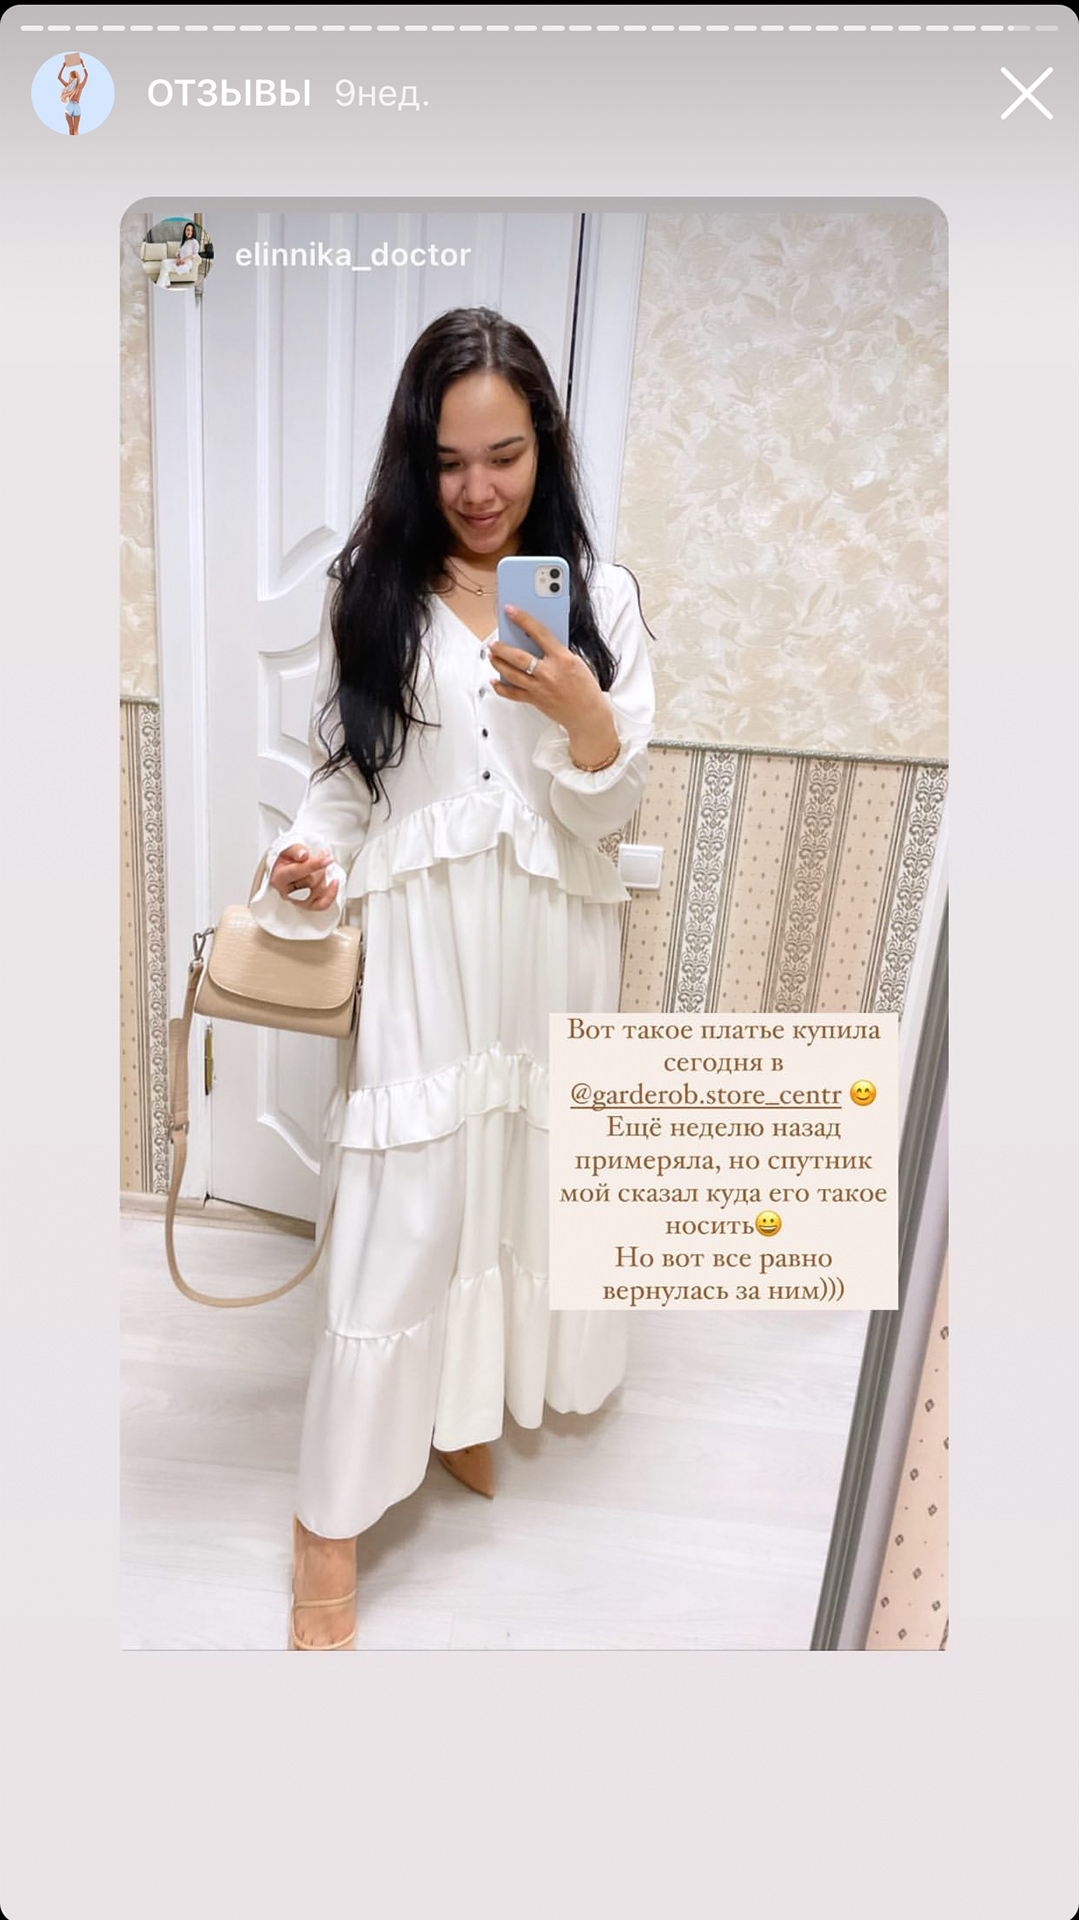 ОТЗЫВЫ 9нед.
elinnika_doctor
Вот такое платье купила
сегодня в
@garderob.store_centr 😊
Ещё неделю назад
примеряла, но спутник
мой сказал куда его такое
носить😀
Но вот все равно
вернулась за ним)))